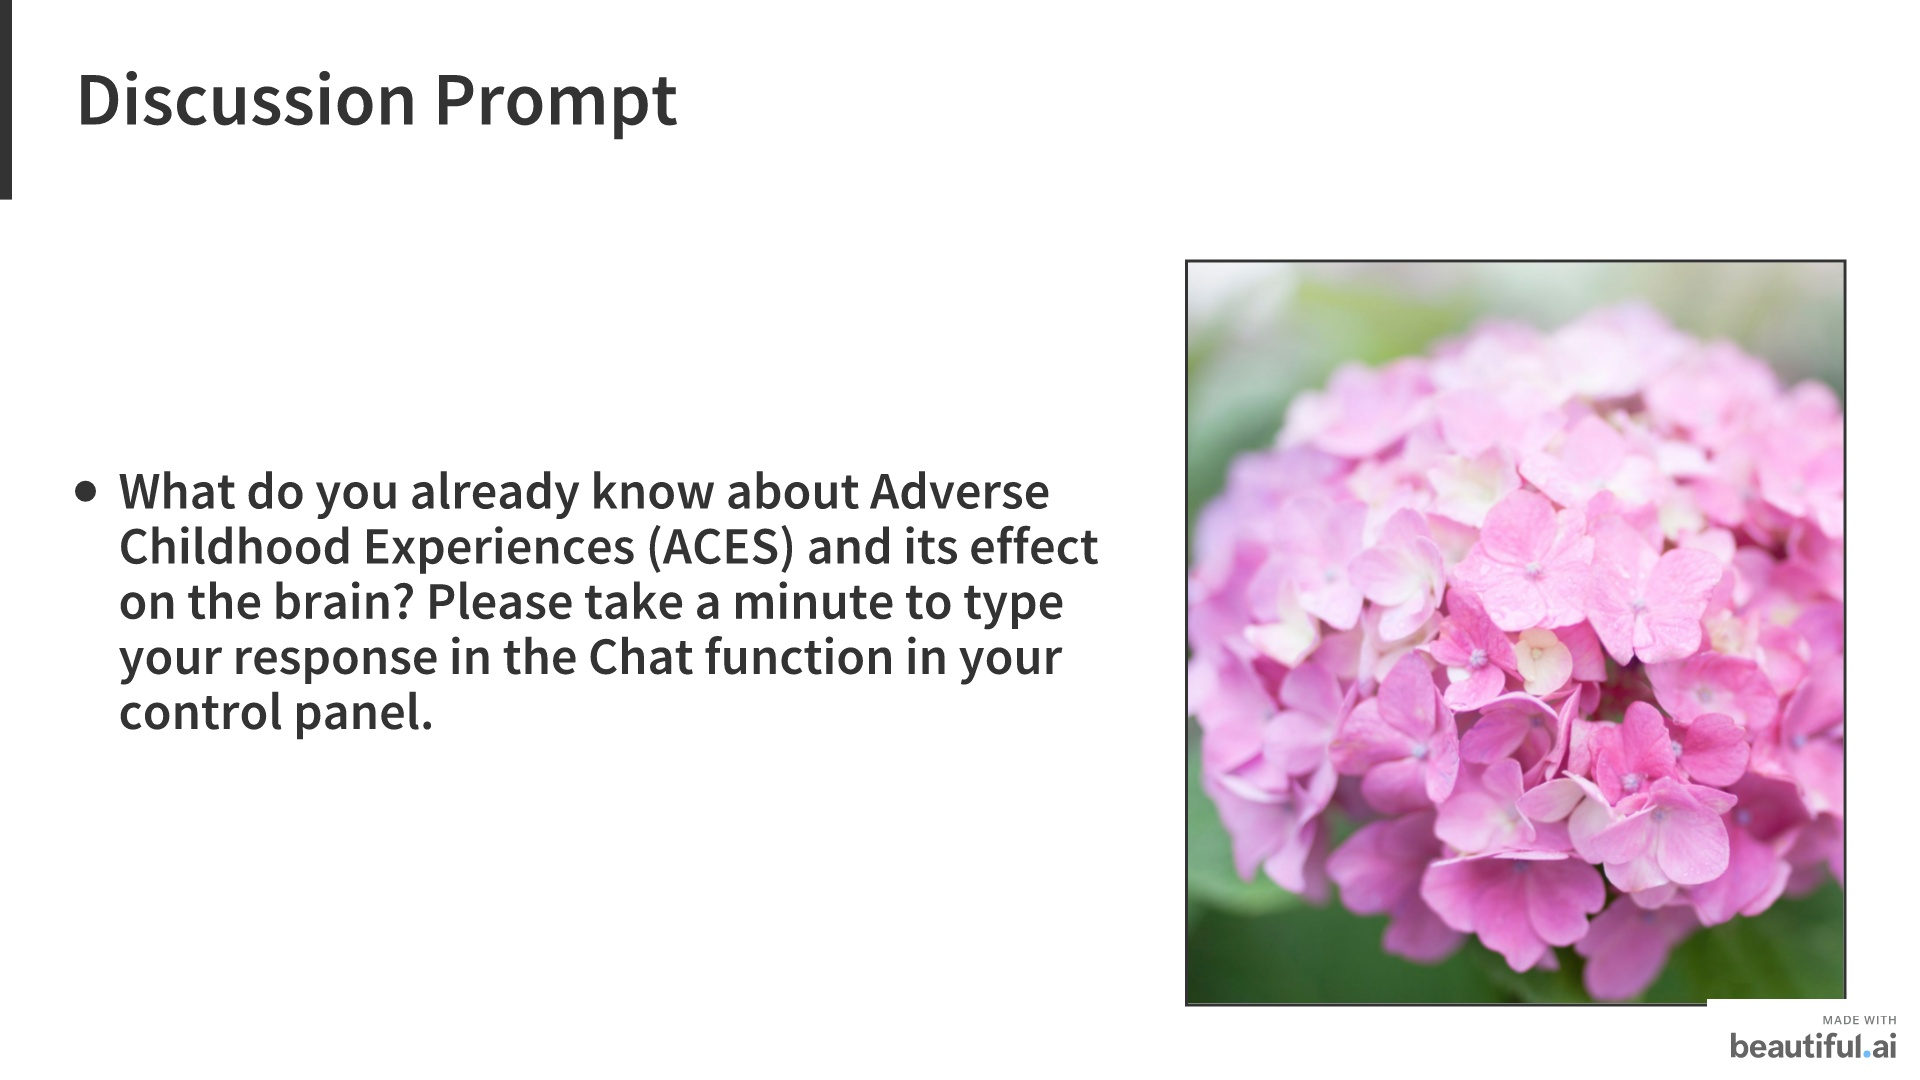 Discussion Prompt
• What do you already know about Adverse
Childhood Experiences (ACES) and its effect
on the brain? Please take a minute to type
your response in the Chat function in your
control panel.
MADE WITH
beautiful.ai